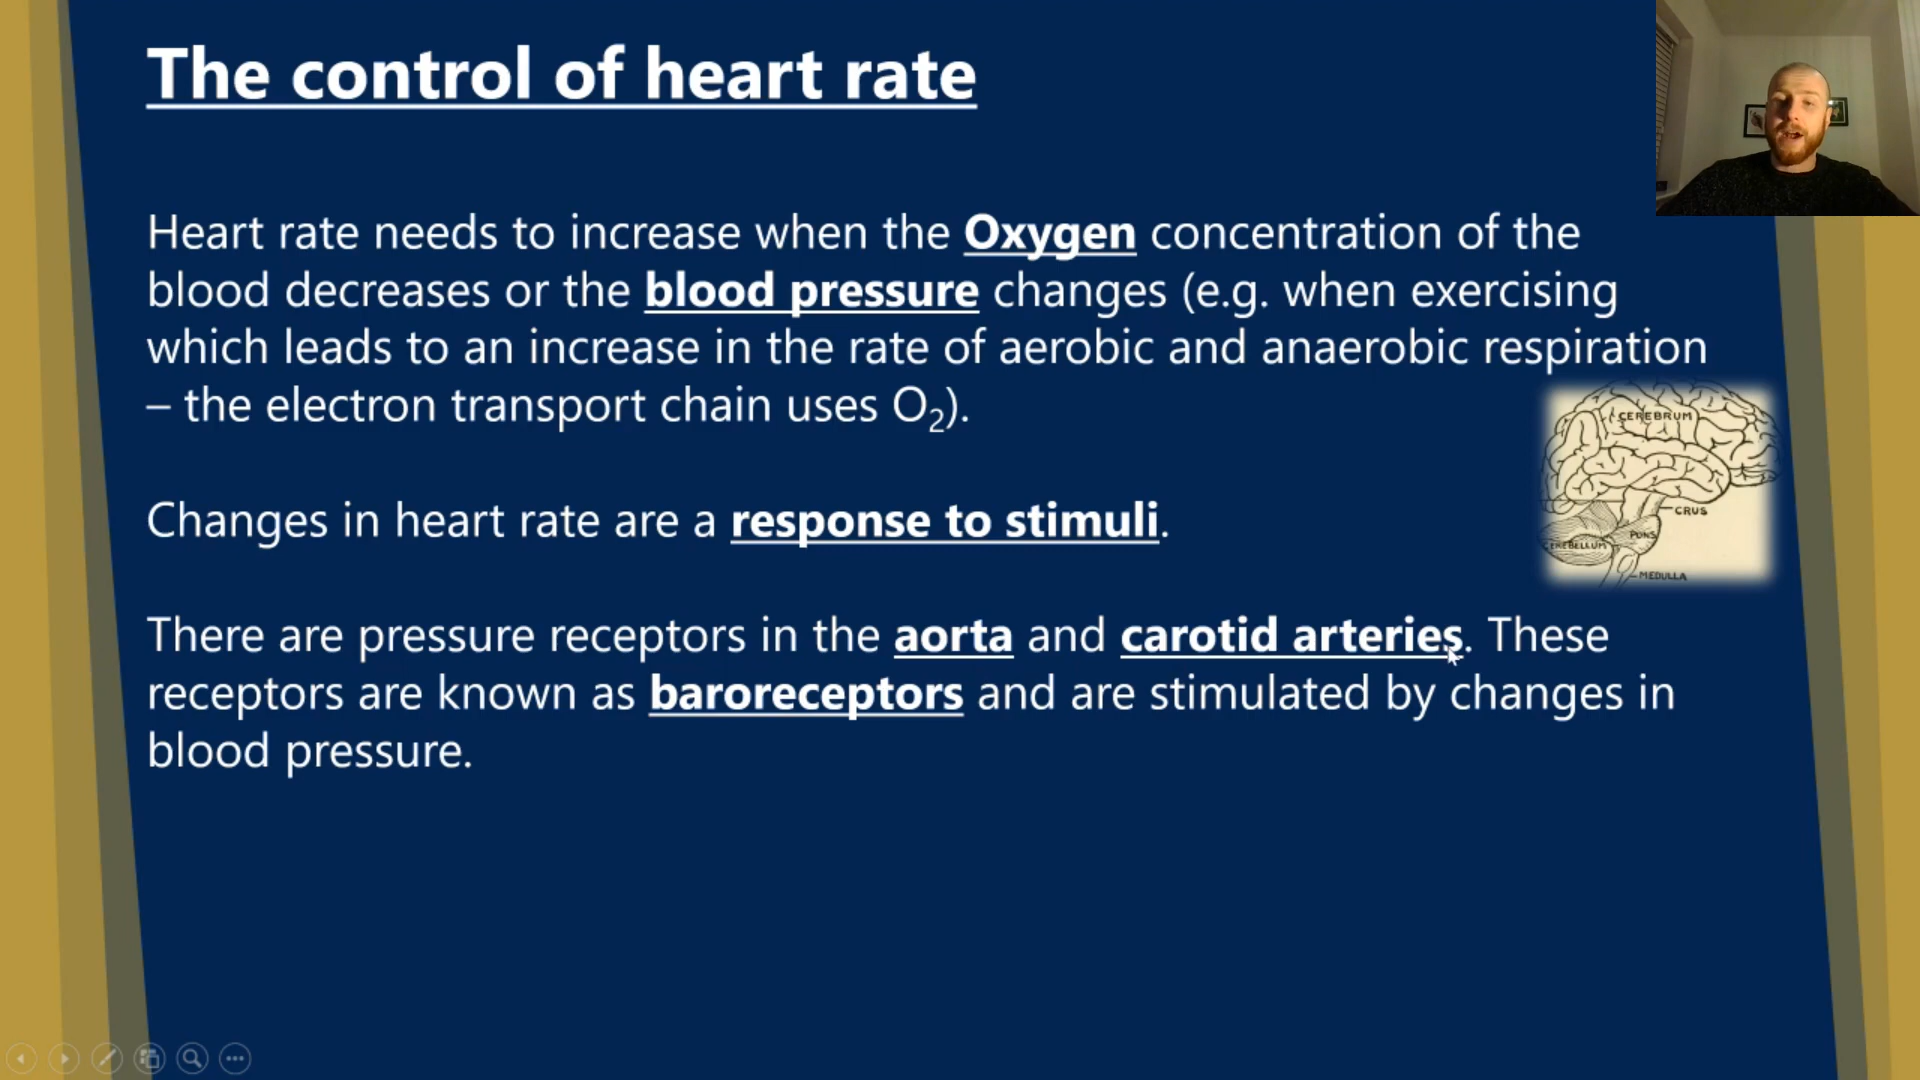 The control of heart rate
Heart rate needs to increase when the Oxygen concentration of the
blood decreases or the blood pressure changes (e.g. when exercising
which leads to an increase in the rate of aerobic and anaerobic respiration
– the electron transport chain uses O₂).
CEREBRUM
CRUS
PONS
CEREBELLUM
MEDULLA
Changes in heart rate are a response to stimuli.
There are pressure receptors in the aorta and carotid arteries. These
receptors are known as baroreceptors and are stimulated by changes in
blood pressure.